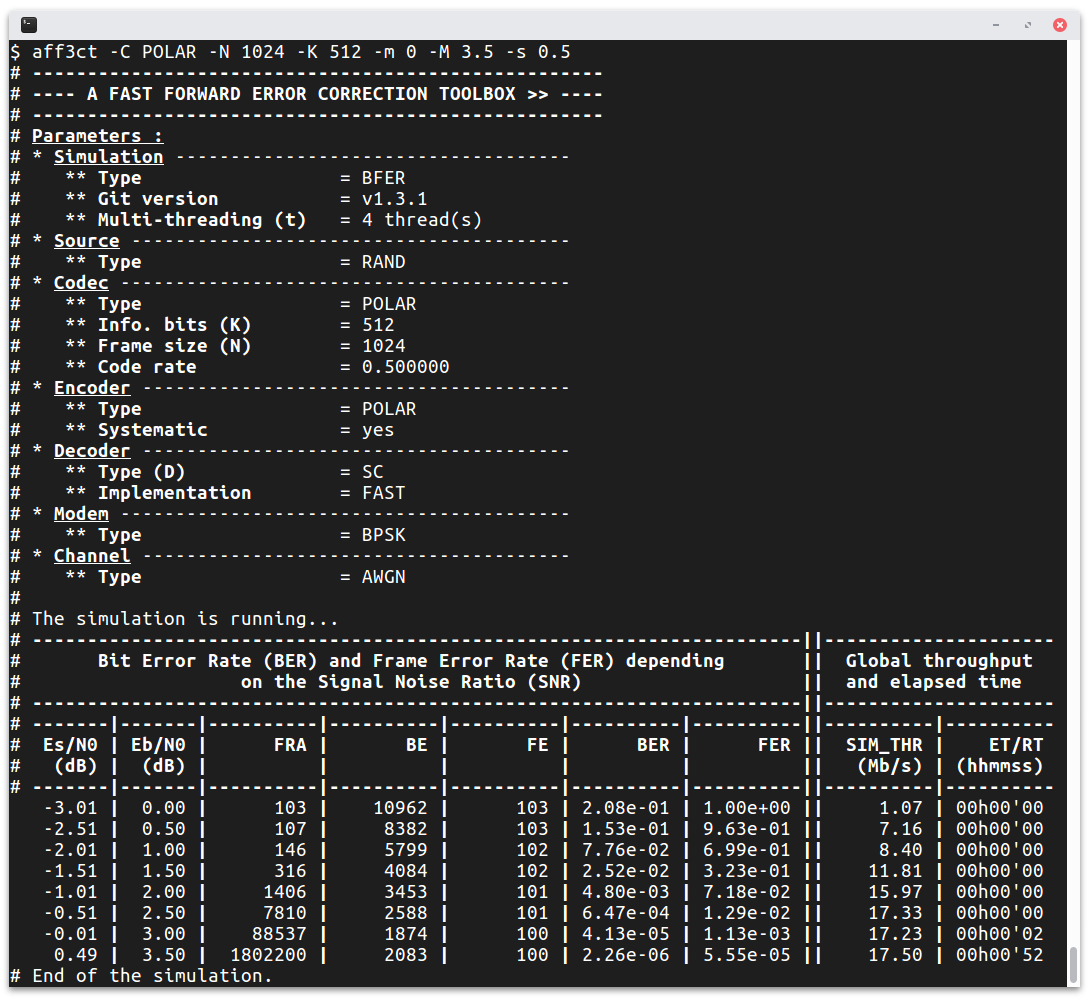 $ aff3ct -C POLAR -N 1024 -K 512 -m 0 -M 3.5 -s 0.5
# ----------------------------------------------------
# ---- A FAST FORWARD ERROR CORRECTION TOOLBOX >> ----
# ----------------------------------------------------
# Parameters :
# * Simulation ------------------------------------
#    ** Type                  = BFER
#    ** Git version           = v1.3.1
#    ** Multi-threading (t)   = 4 thread(s)
# * Source ----------------------------------------
#    ** Type                  = RAND
# * Codec -----------------------------------------
#    ** Type                  = POLAR
#    ** Info. bits (K)        = 512
#    ** Frame size (N)        = 1024
#    ** Code rate             = 0.500000
# * Encoder ---------------------------------------
#    ** Type                  = POLAR
#    ** Systematic            = yes
# * Decoder ---------------------------------------
#    ** Type (D)              = SC
#    ** Implementation        = FAST
# * Modem -----------------------------------------
#    ** Type                  = BPSK
# * Channel ---------------------------------------
#    ** Type                  = AWGN
#
# The simulation is running...
# ----------------------------------------------------------------------||---------------------
#       Bit Error Rate (BER) and Frame Error Rate (FER) depending       ||  Global throughput
#                    on the Signal Noise Ratio (SNR)                    ||  and elapsed time
# ----------------------------------------------------------------------||---------------------
# -------|-------|----------|----------|----------|----------|----------||----------|----------
#  Es/N0 | Eb/N0 |      FRA |       BE |       FE |      BER |      FER ||  SIM_THR |    ET/RT
#   (dB) |  (dB) |          |          |          |          |          ||   (Mb/s) | (hhmmss)
# -------|-------|----------|----------|----------|----------|----------||----------|----------
   -3.01 |  0.00 |      103 |    10962 |      103 | 2.08e-01 | 1.00e+00 ||     1.07 | 00h00'00
   -2.51 |  0.50 |      107 |     8382 |      103 | 1.53e-01 | 9.63e-01 ||     7.16 | 00h00'00
   -2.01 |  1.00 |      146 |     5799 |      102 | 7.76e-02 | 6.99e-01 ||     8.40 | 00h00'00
   -1.51 |  1.50 |      316 |     4084 |      102 | 2.52e-02 | 3.23e-01 ||    11.81 | 00h00'00
   -1.01 |  2.00 |     1406 |     3453 |      101 | 4.80e-03 | 7.18e-02 ||    15.97 | 00h00'00
   -0.51 |  2.50 |     7810 |     2588 |      101 | 6.47e-04 | 1.29e-02 ||    17.33 | 00h00'00
   -0.01 |  3.00 |    88537 |     1874 |      100 | 4.13e-05 | 1.13e-03 ||    17.23 | 00h00'02
    0.49 |  3.50 |  1802200 |     2083 |      100 | 2.26e-06 | 5.55e-05 ||    17.50 | 00h00'52
# End of the simulation.